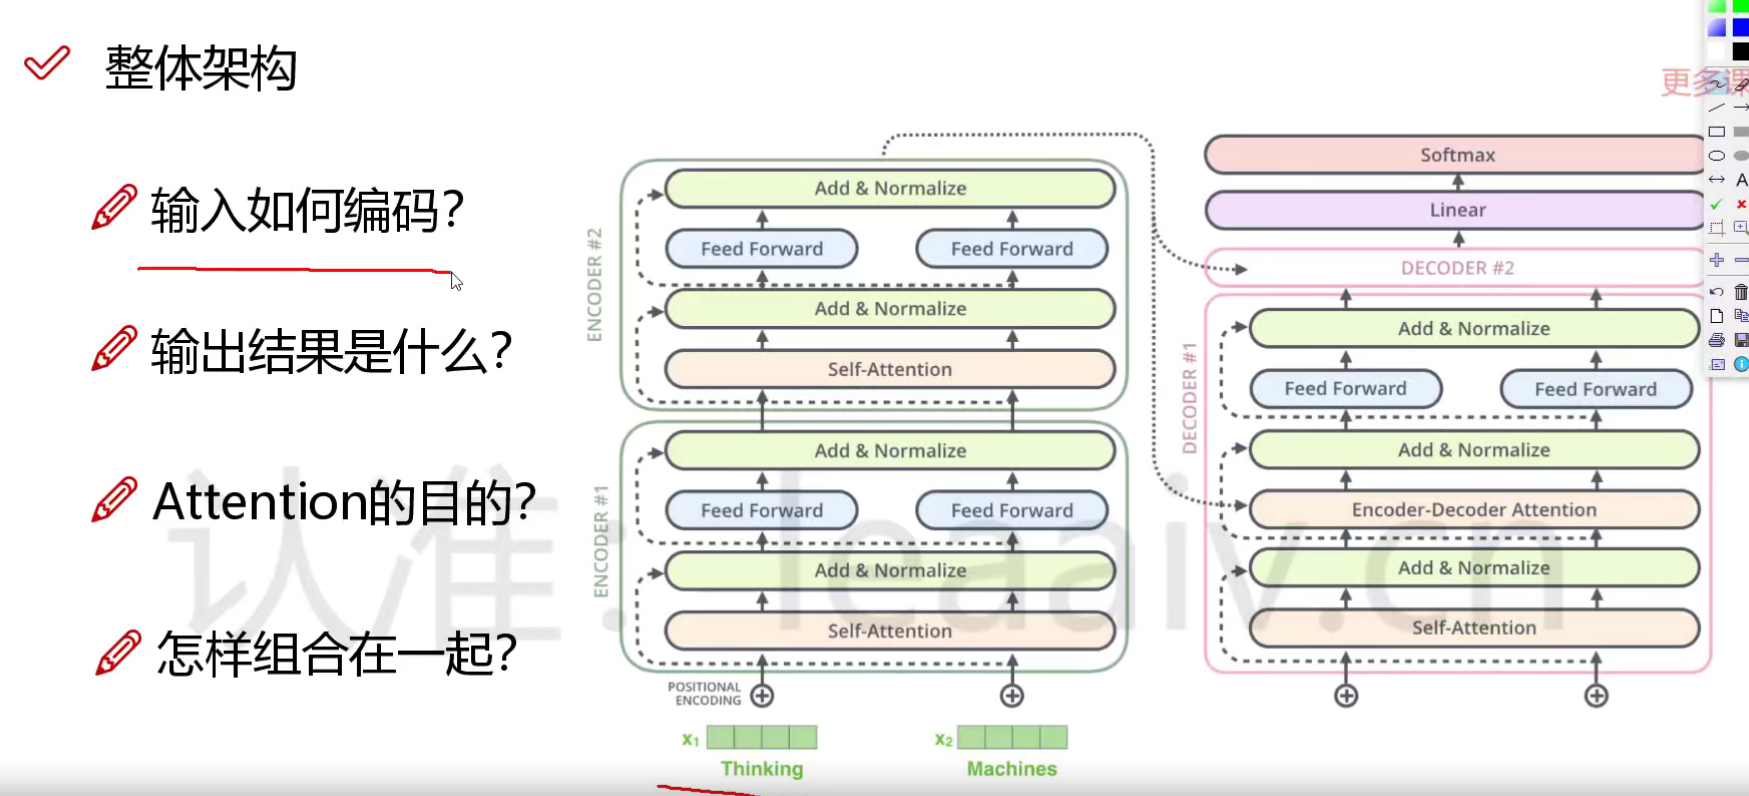 整体架构
输入如何编码?
输出结果是什么?
Attention的目的?
怎样组合在一起?
ENCODER #2
Add & Normalize
Feed Forward Feed Forward
Add & Normalize
Self-Attention
ENCODER #1
Add & Normalize
Feed Forward Feed Forward
Add & Normalize
Self-Attention
POSITIONAL
ENCODING
x1 x2
Thinking Machines
Softmax
Linear
DECODER #2
DECODER #1
Add & Normalize
Feed Forward Feed Forward
Add & Normalize
Encoder-Decoder Attention
Add & Normalize
Self-Attention
更多课
A
认准: leaaiv.cn